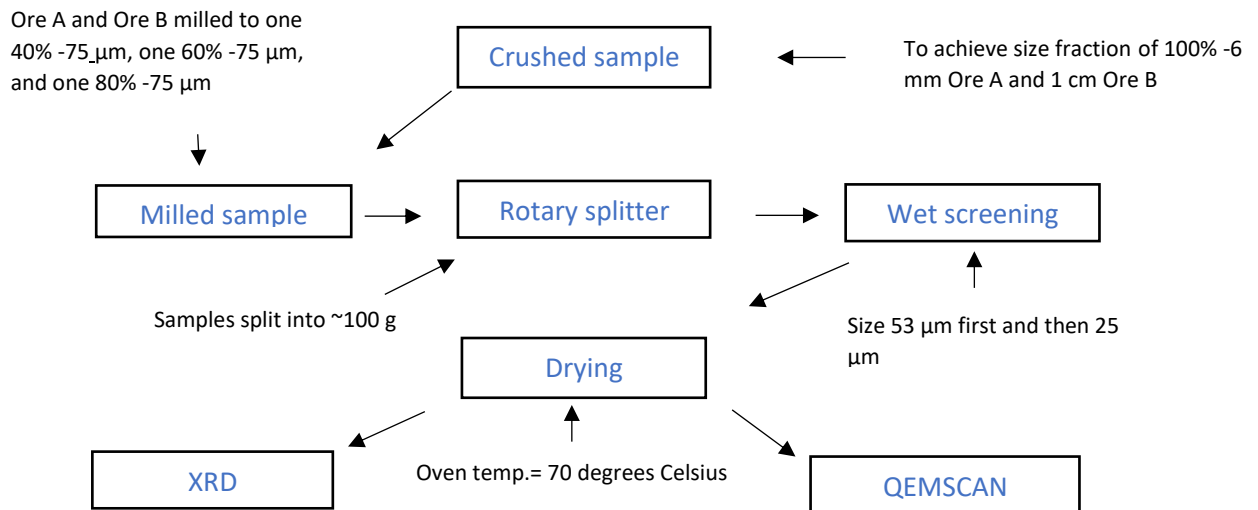 Ore A and Ore B milled to one
40% -75 µm, one 60% -75 µm,
and one 80% -75 µm
Crushed sample
To achieve size fraction of 100% -6
mm Ore A and 1 cm Ore B
Milled sample
Rotary splitter
Wet screening
Samples split into ~100 g
Size 53 µm first and then 25
µm
Drying
XRD
Oven temp.= 70 degrees Celsius
QEMSCAN